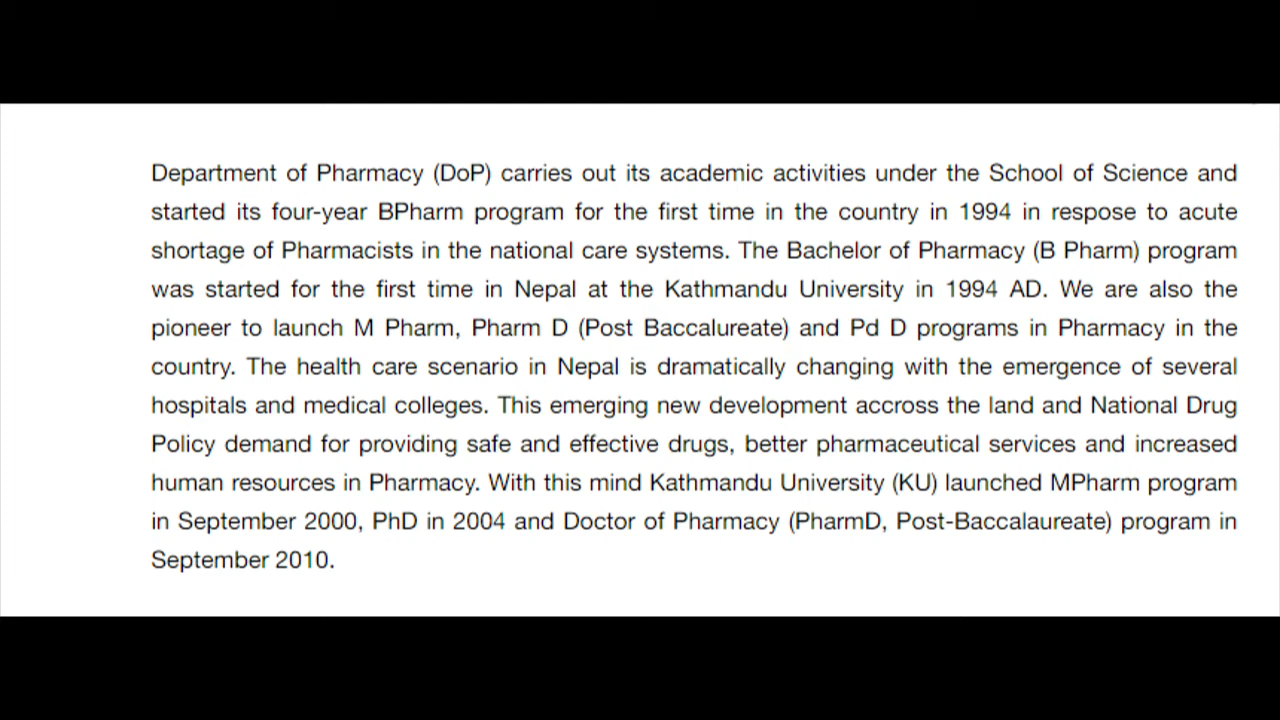 Department of Pharmacy (DoP) carries out its academic activities under the School of Science and
started its four-year BPharm program for the first time in the country in 1994 in respose to acute
shortage of Pharmacists in the national care systems. The Bachelor of Pharmacy (B Pharm) program
was started for the first time in Nepal at the Kathmandu University in 1994 AD. We are also the
pioneer to launch M Pharm, Pharm D (Post Baccalureate) and Pd D programs in Pharmacy in the
country. The health care scenario in Nepal is dramatically changing with the emergence of several
hospitals and medical colleges. This emerging new development accross the land and National Drug
Policy demand for providing safe and effective drugs, better pharmaceutical services and increased
human resources in Pharmacy. With this mind Kathmandu University (KU) launched MPharm program
in September 2000, PhD in 2004 and Doctor of Pharmacy (PharmD, Post-Baccalaureate) program in
September 2010.